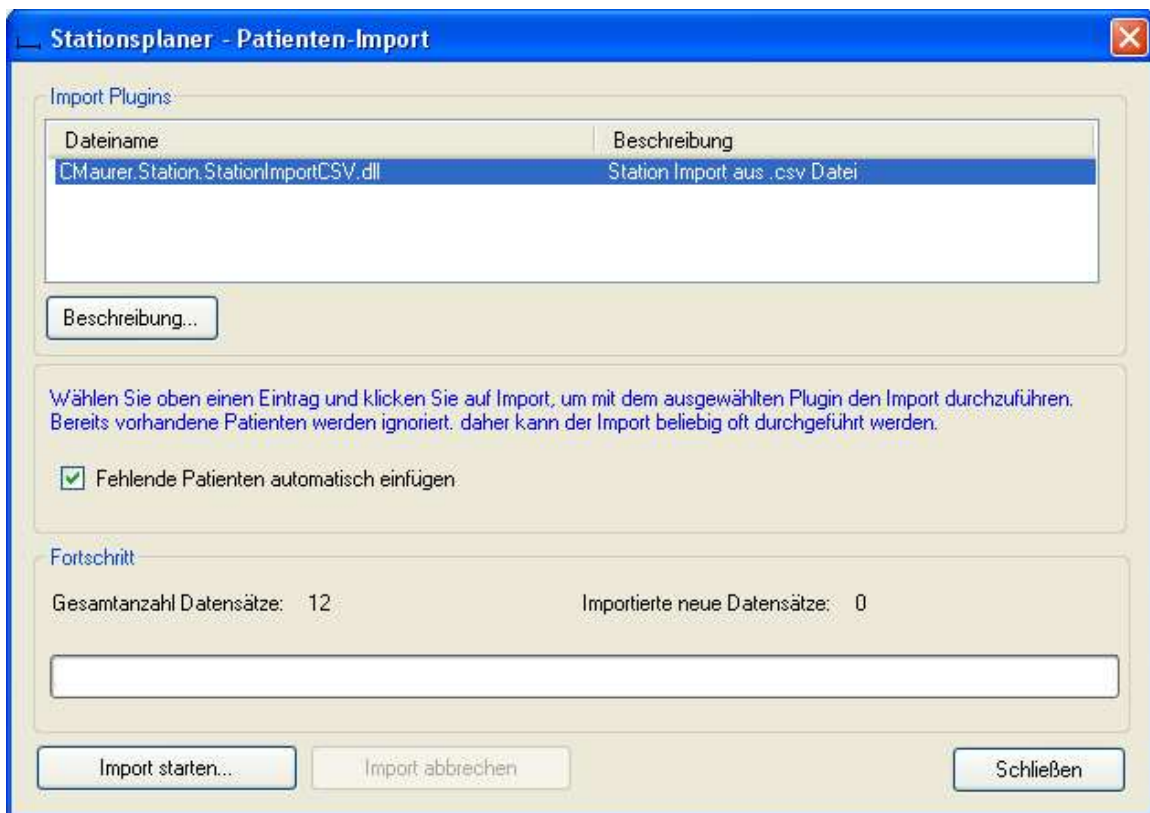 Stationsplaner - Patienten-Import
Import Plugins
Dateiname Beschreibung
CMaurer.Station.StationImportCSV.dll Station Import aus .csv Datei
Beschreibung...
Wählen Sie oben einen Eintrag und klicken Sie auf Import, um mit dem ausgewählten Plugin den Import durchzuführen.
Bereits vorhandene Patienten werden ignoriert. daher kann der Import beliebig oft durchgeführt werden.
Fehlende Patienten automatisch einfügen
Fortschritt
Gesamtanzahl Datensätze: 12 Importierte neue Datensätze: 0
Import starten... Import abbrechen Schließen